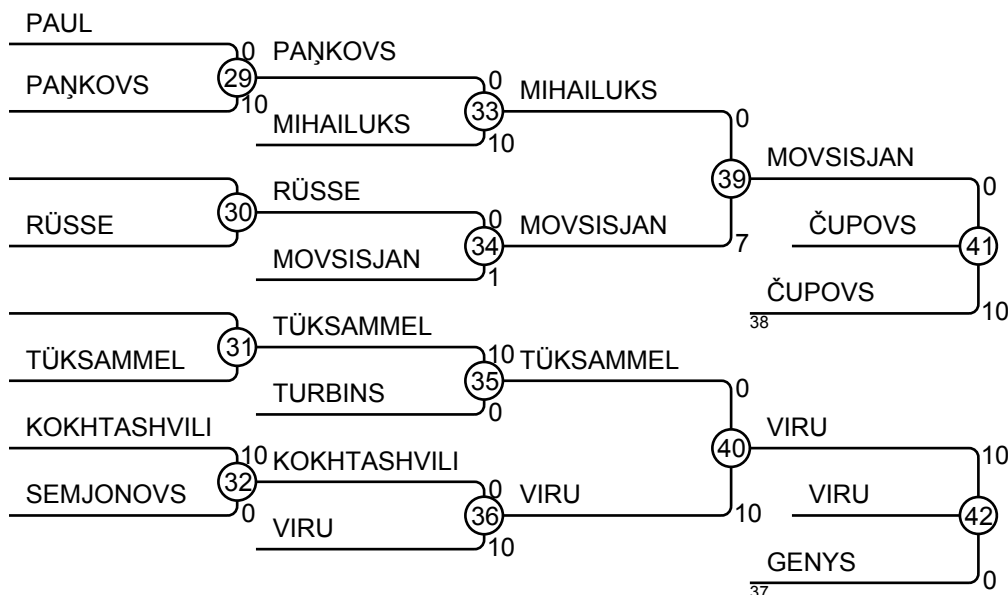 PAUL
0
PAŅKOVS
29
0
PAŅKOVS
10
33
MIHAILUKS
MIHAILUKS
10
0
39
MOVSISJAN
0
RÜSSE
RÜSSE
30
0
ČUPOVS
41
34
MOVSISJAN
7
MOVSISJAN
1
ČUPOVS
10
38
TÜKSAMMEL
31
10
TÜKSAMMEL
TÜKSAMMEL
35
0
TURBINS
0
KOKHTASHVILI
10
KOKHTASHVILI
40
VIRU
10
32
0
SEMJONOVS
0
VIRU
36
10
VIRU
42
VIRU
10
GENYS
0
37